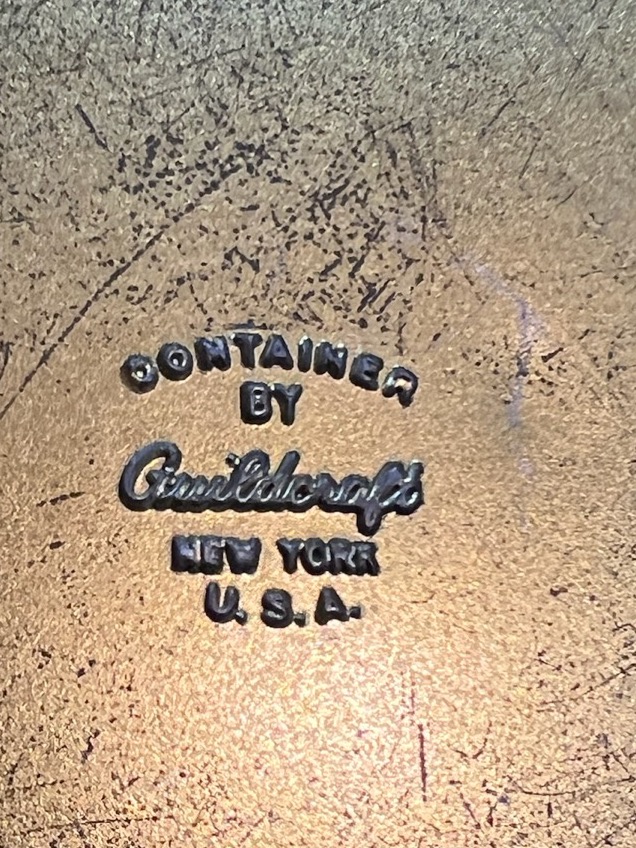 CONTAINER
BY
Guildcraft
NEW YORK
U.S.A.